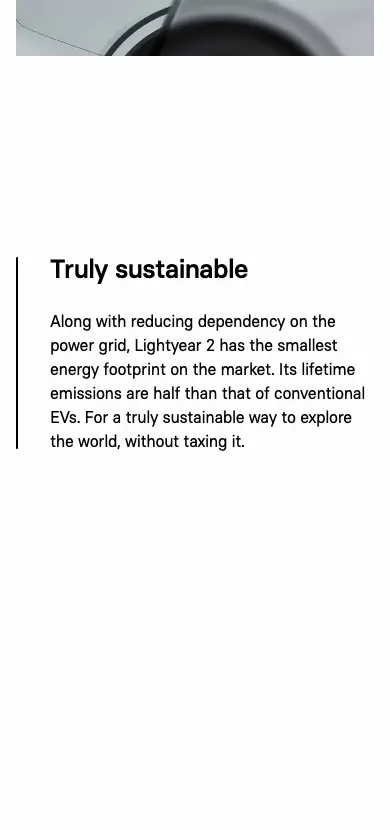 Truly sustainable
Along with reducing dependency on the
power grid, Lightyear 2 has the smallest
energy footprint on the market. Its lifetime
emissions are half than that of conventional
EVs. For a truly sustainable way to explore
the world, without taxing it.